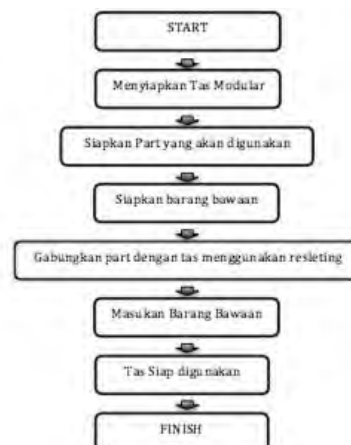 START
Menyiapkan Tas Modular
Siapkan Part yang akan digunakan
Siapkan barang bawaan
Gabungkan part dengan tas menggunakan resleting
Masukan Barang Bawaan
Tas Siap digunakan
FINISH